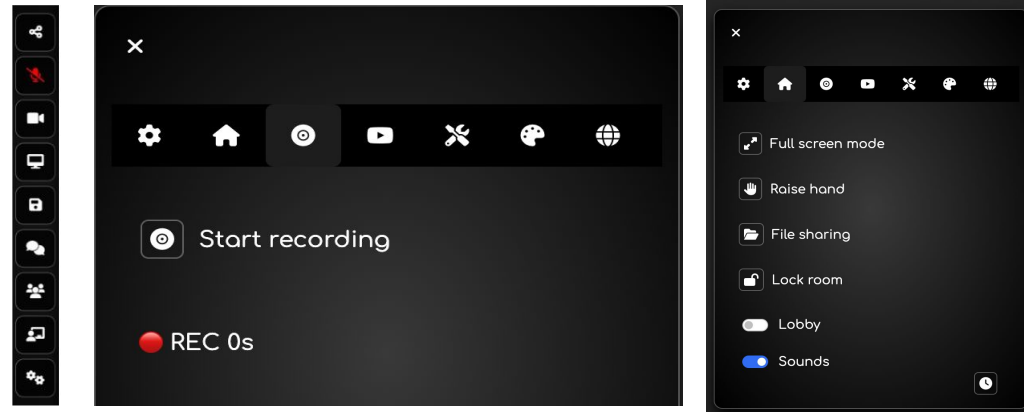 Start recording
REC 0s
Full screen mode
Raise hand
File sharing
Lock room
Lobby
Sounds